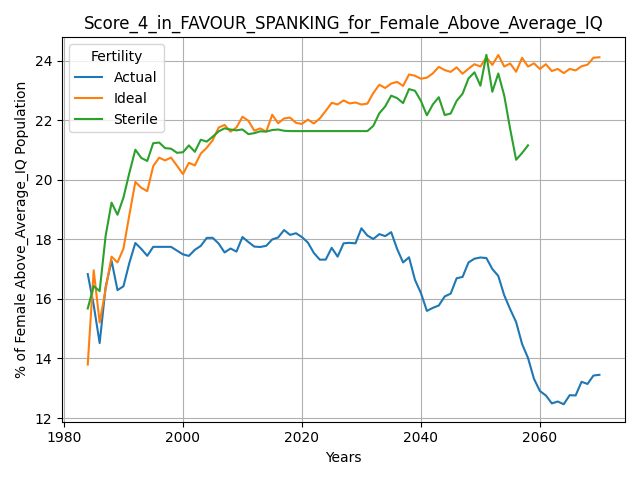 Score_4_in_FAVOUR_SPANKING_for_Female_Above_Average_IQ
% of Female Above_Average_IQ Population
24
22
20
18
16
14
12
Fertility
Actual
Ideal
Sterile
1980
2000
2020
2040
2060
Years